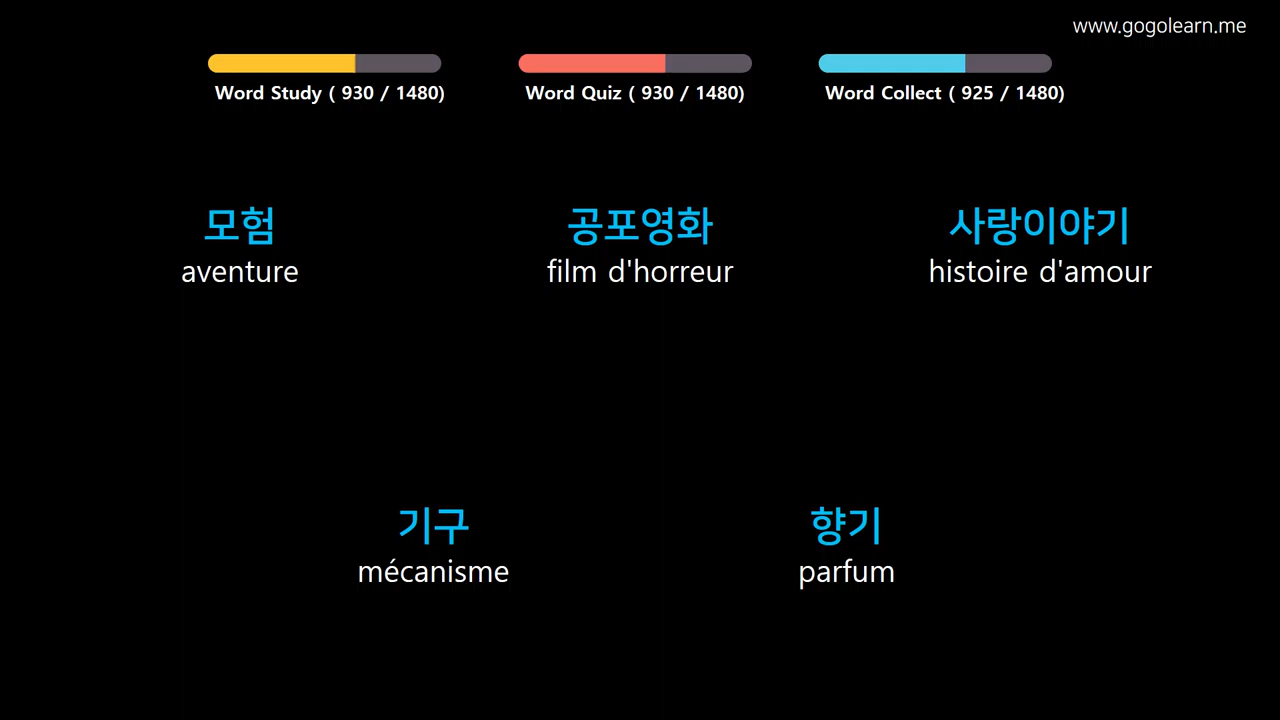 www.gogolearn.me
Word Study ( 930 / 1480)
Word Quiz ( 930 / 1480)
Word Collect ( 925 / 1480)
모험
aventure
공포영화
film d'horreur
사랑이야기
histoire d'amour
기구
mécanisme
향기
parfum